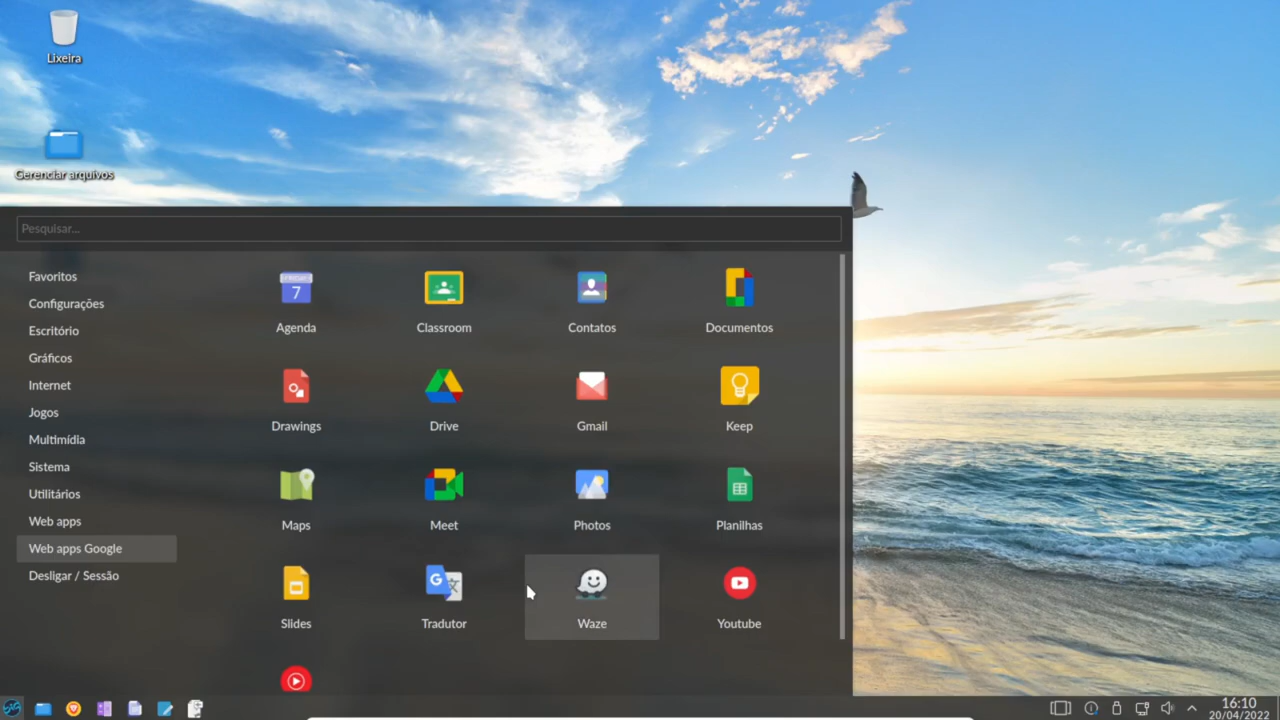 Lixeira
Gerenciar arquivos
Pesquisar...
Favoritos
Configurações
Escritório
Gráficos
Internet
Jogos
Multimídia
Sistema
Utilitários
Web apps
Web apps Google
Desligar / Sessão
7
Agenda
Classroom
Contatos
Documentos
Drawings
Drive
Gmail
Keep
Maps
Meet
Photos
Planilhas
G 文
Slides
Tradutor
Waze
Youtube
16:10
20/04/2022